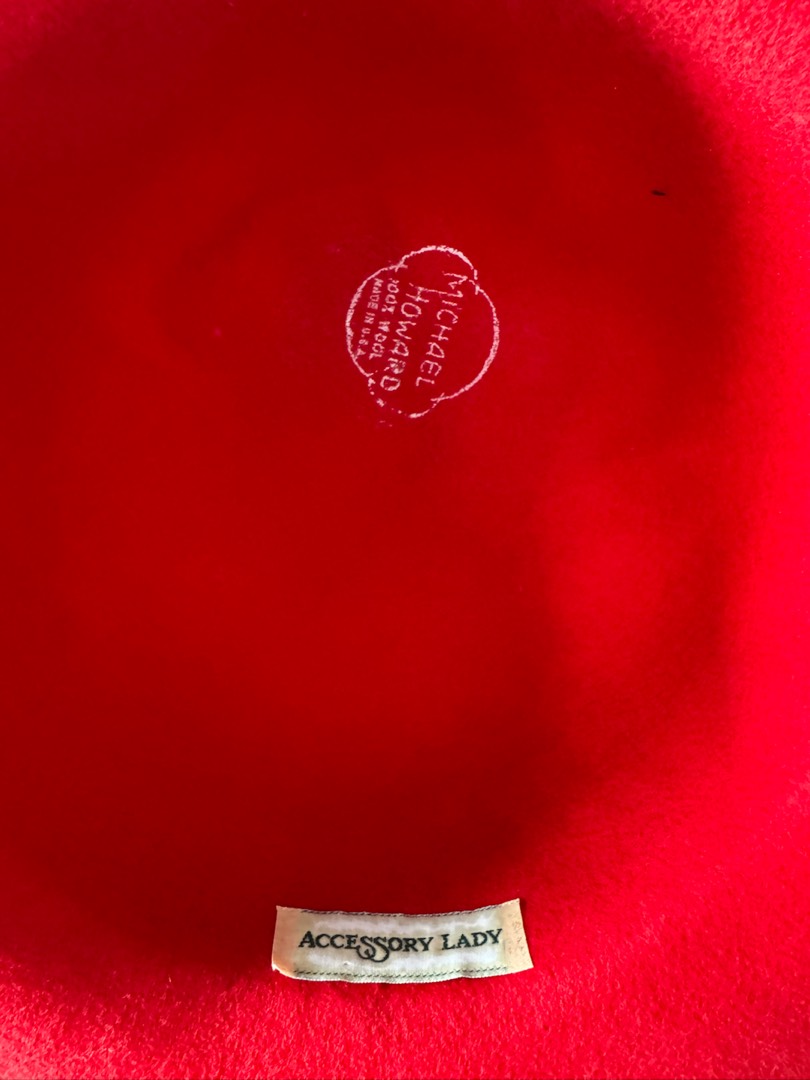 MICHAEL
HOWARD
100% WOOL
MADE IN U.S.A.
ACCESSORY LADY